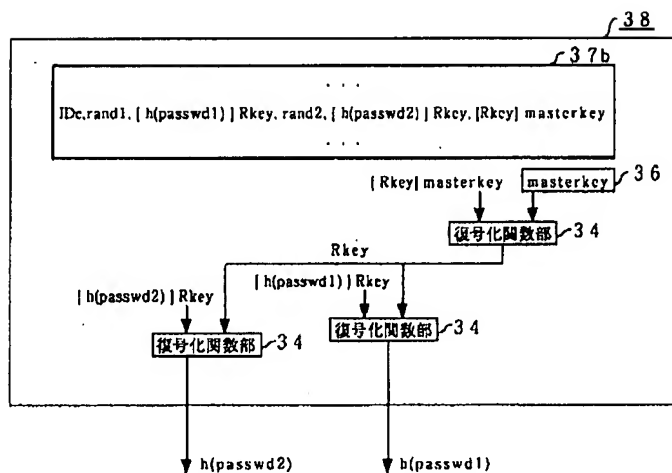 38
37b
. . .
IDc,rand1, [ h(passwd1) ] Rkey, rand2, [ h(passwd2) ] Rkey, [Rkey] masterkey
. . .
[Rkey] masterkey
masterkey
36
復号化関数部
34
Rkey
[ h(passwd2) ] Rkey
[ h(passwd1) ] Rkey
復号化関数部
34
復号化関数部
34
h(passwd2)
h(passwd1)